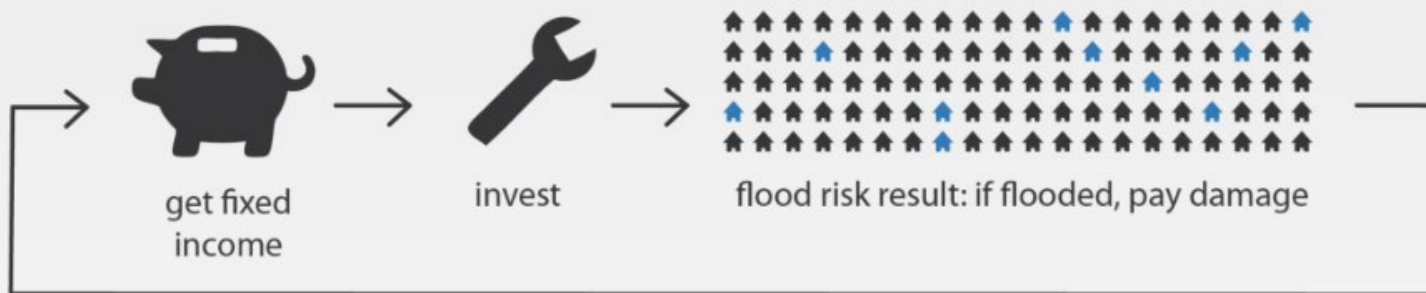 get fixed
income
invest
flood risk result: if flooded, pay damage